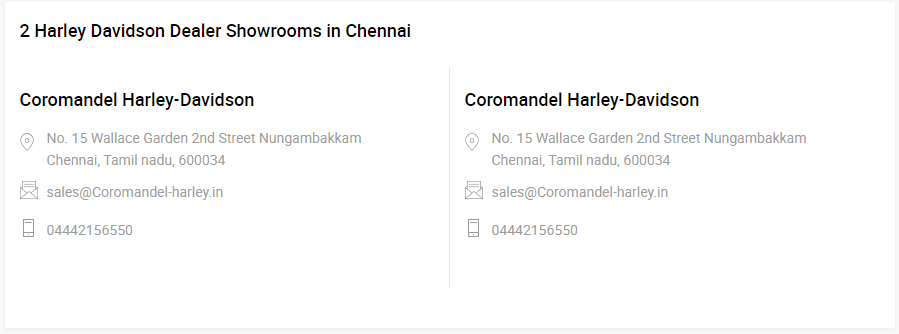 2 Harley Davidson Dealer Showrooms in Chennai
Coromandel Harley-Davidson
No. 15 Wallace Garden 2nd Street Nungambakkam
Chennai, Tamil nadu, 600034
sales@Coromandel-harley.in
04442156550
Coromandel Harley-Davidson
No. 15 Wallace Garden 2nd Street Nungambakkam
Chennai, Tamil nadu, 600034
sales@Coromandel-harley.in
04442156550